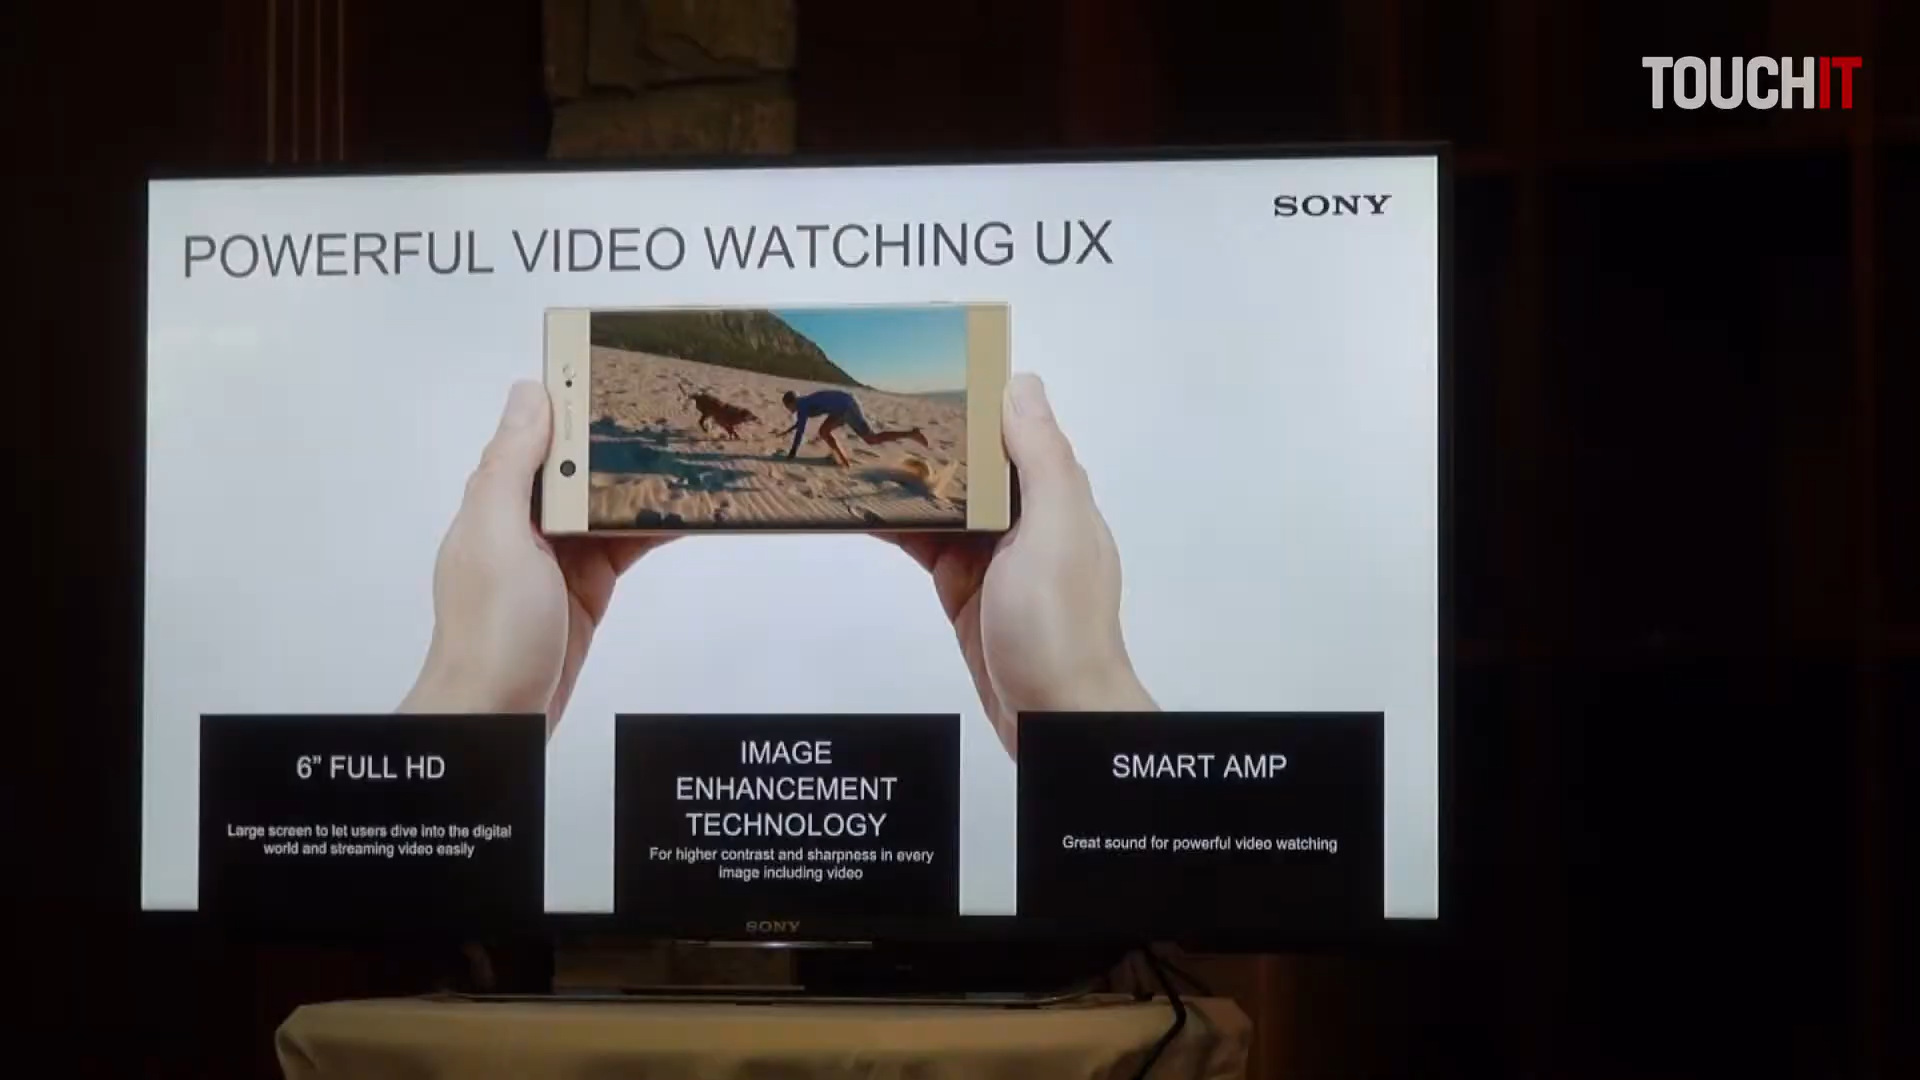 TOUCHIT
SONY
POWERFUL VIDEO WATCHING UX
SONY
6” FULL HD
Large screen to let users dive into the digital
world and streaming video easily
IMAGE
ENHANCEMENT
TECHNOLOGY
For higher contrast and sharpness in every
image including video
SMART AMP
Great sound for powerful video watching
SONY